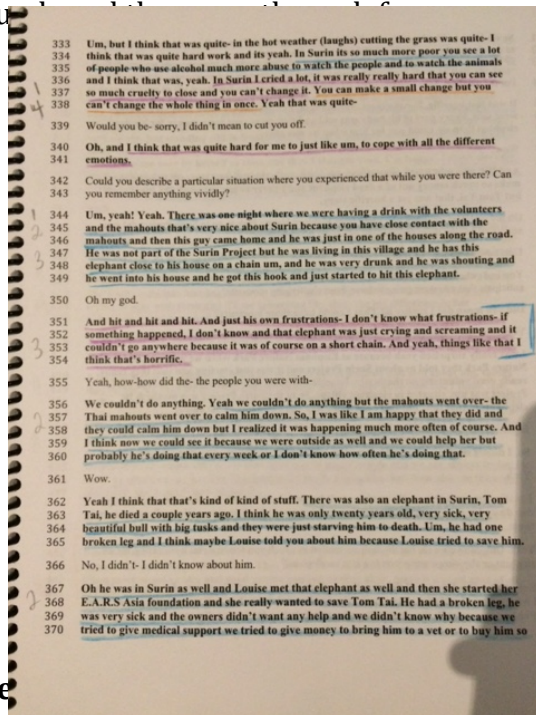 333 Um, but I think that was quite- in the hot weather (laughs) cutting the grass was quite- I
334 think that was quite hard work and its yeah. In Surin its so much more poor you see a lot
335 of people who use alcohol much more abuse to watch the people and to watch the animals
336 and I think that was, yeah. In Surin I cried a lot, it was really really hard that you can see
337 so much cruelty to close and you can't change it. You can make a small change but you
338 can't change the whole thing in once. Yeah that was quite-
339 Would you be- sorry, I didn't mean to cut you off.
340 Oh, and I think that was quite hard for me to just like um, to cope with all the different
341 emotions.
342 Could you describe a particular situation where you experienced that while you were there? Can
343 you remember anything vividly?
344 Um, yeah! Yeah. There was one night where we were having a drink with the volunteers
345 and the mahouts that's very nice about Surin because you have close contact with the
346 mahouts and then this guy came home and he was just in one of the houses along the road.
347 He was not part of the Surin Project but he was living in this village and he has this
348 elephant close to his house on a chain um, and he was very drunk and he was shouting and
349 he went into his house and he got this hook and just started to hit this elephant.
350 Oh my god.
351 And hit and hit and hit. And just his own frustrations- I don't know what frustrations- if
352 something happened, I don't know and that elephant was just crying and screaming and it
353 couldn't go anywhere because it was of course on a short chain. And yeah, things like that I
354 think that's horrific.
355 Yeah, how-how did the- the people you were with-
356 We couldn't do anything. Yeah we couldn't do anything but the mahouts went over- the
357 Thai mahouts went over to calm him down. So, I was like I am happy that they did and
358 they could calm him down but I realized it was happening much more often of course. And
359 I think now we could see it because we were outside as well and we could help her but
360 probably he's doing that every week or I don't know how often he's doing that.
361 Wow.
362 Yeah I think that that's kind of kind of stuff. There was also an elephant in Surin, Tom
363 Tai, he died a couple years ago. I think he was only twenty years old, very sick, very
364 beautiful bull with big tusks and they were just starving him to death. Um, he had one
365 broken leg and I think maybe Louise told you about him because Louise tried to save him.
366 No, I didn't- I didn't know about him.
367 Oh he was in Surin as well and Louise met that elephant as well and then she started her
368 E.A.R.S Asia foundation and she really wanted to save Tom Tai. He had a broken leg, he
369 was very sick and the owners didn't want any help and we didn't know why because we
370 tried to give medical support we tried to give money to bring him to a vet or to buy him so